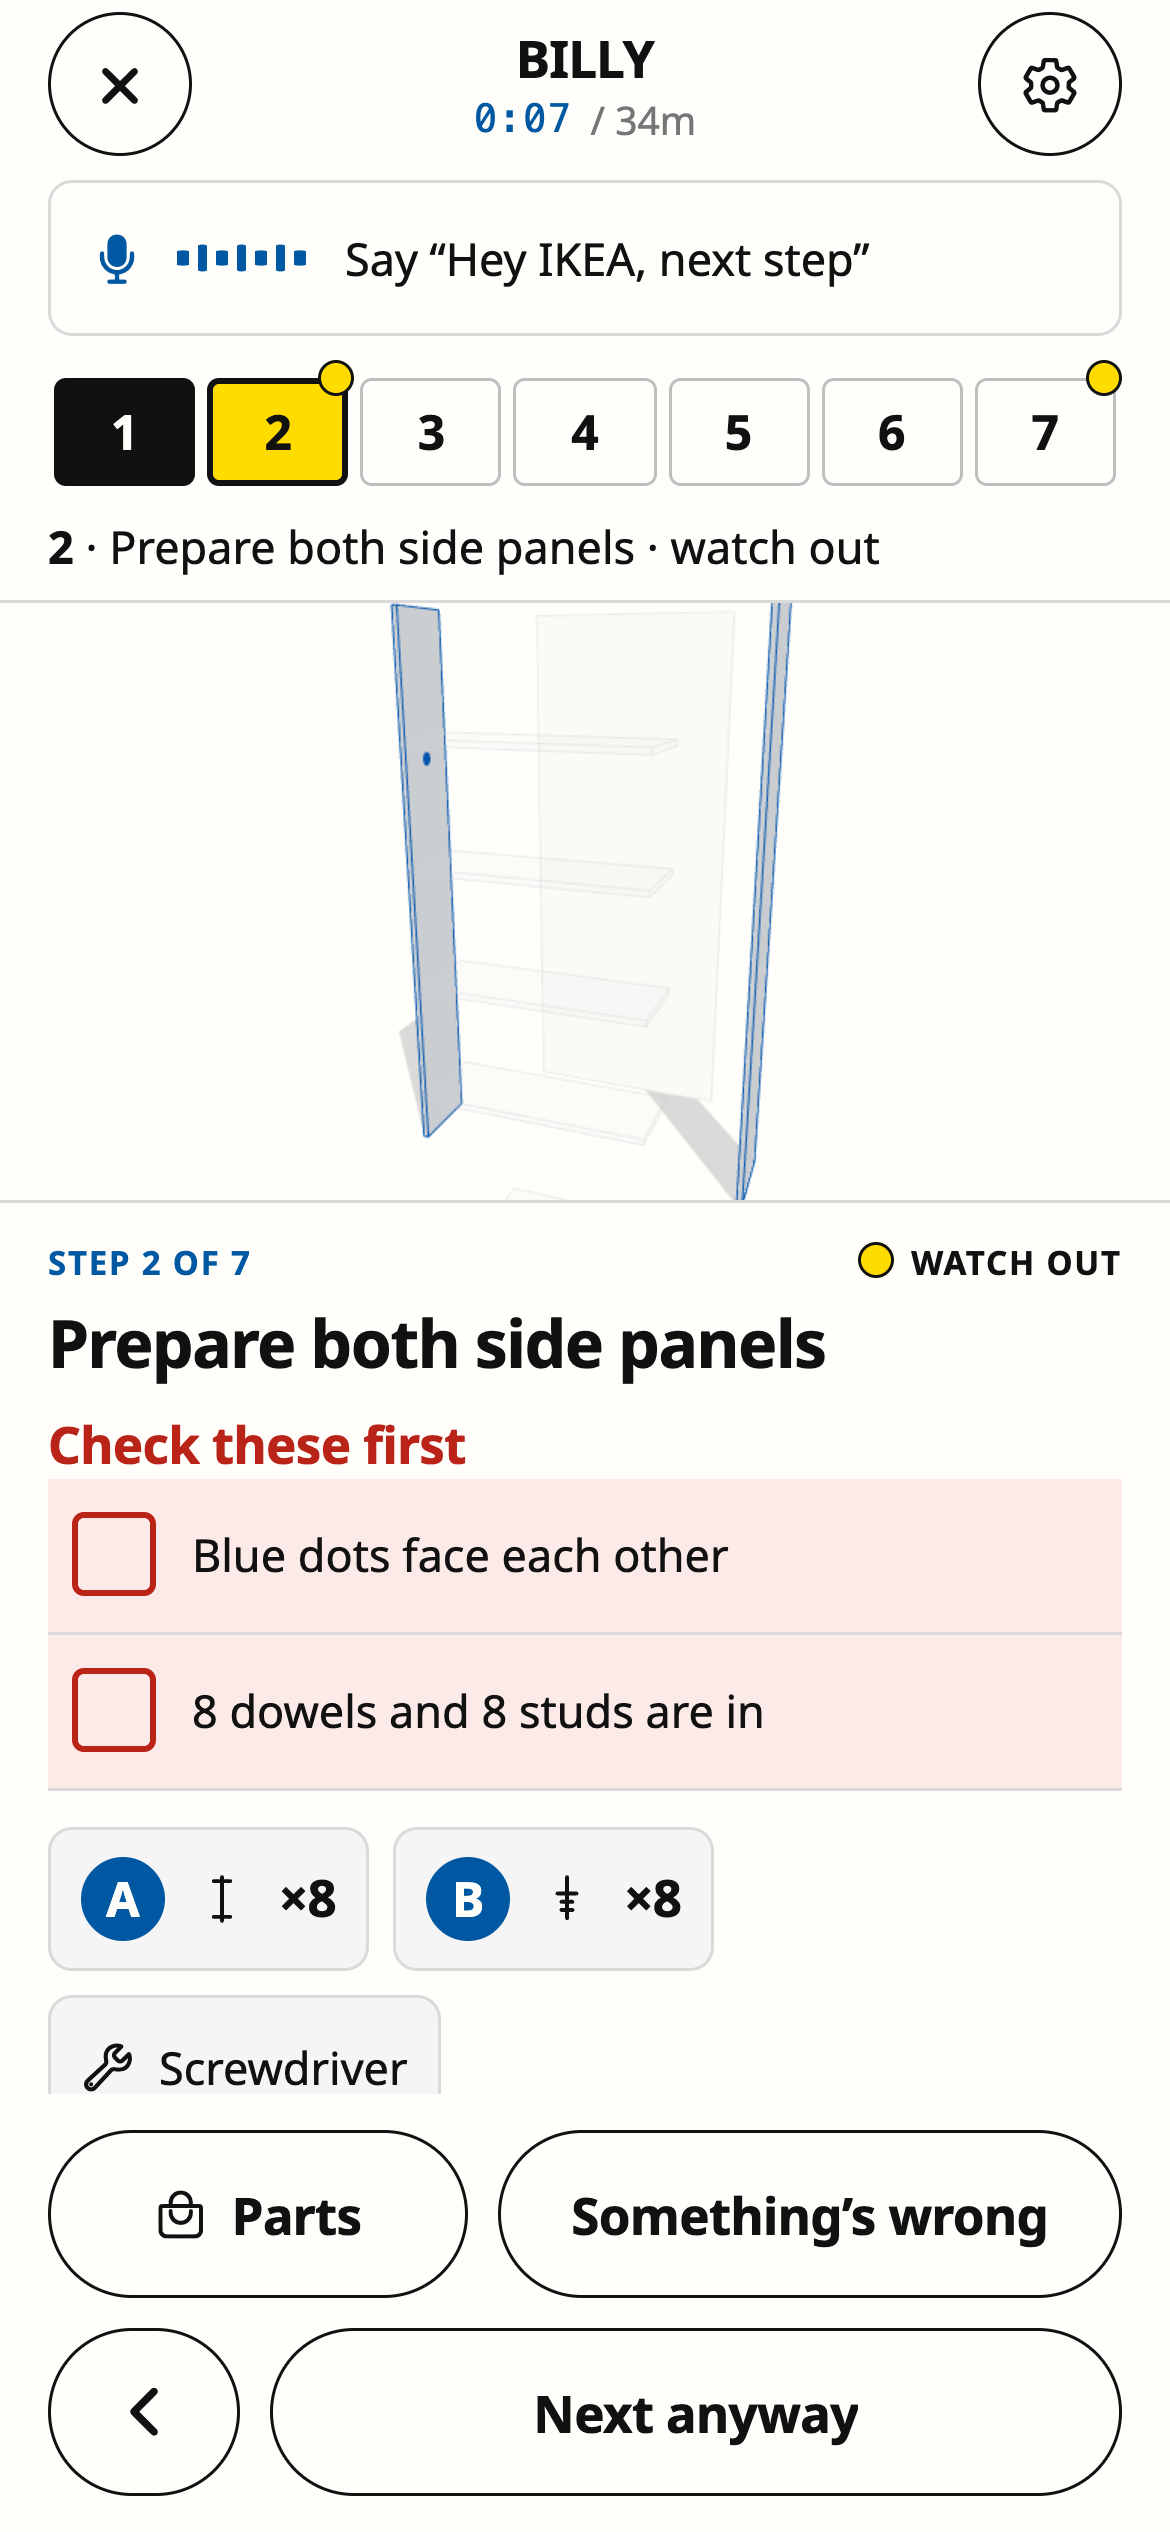 BILLY
0:07 / 34m
Say “Hey IKEA, next step”
1 2 3 4 5 6 7
2 · Prepare both side panels · watch out
STEP 2 OF 7 WATCH OUT
Prepare both side panels
Check these first
Blue dots face each other
8 dowels and 8 studs are in
A ×8 B ×8
Screwdriver
Parts Something’s wrong
Next anyway